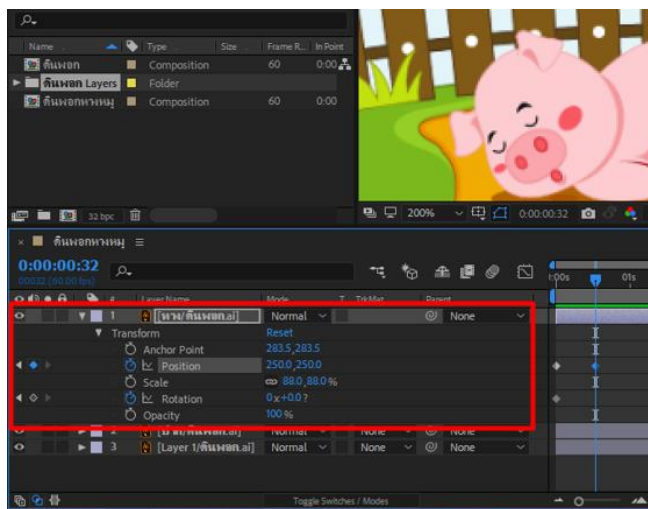 Name Type Size Frame R... In Point
ดินพอก Composition 60 0:00
ดินพอก Layers Folder
ดินพอกหางหมู Composition 60 0:00
32 bpc
200% 0:00:00:32
ดินพอกหางหมู
0:00:00:32
00032 (60.00 fps)
:00s 01s
# Layer Name Mode T TrkMat Parent
1 [หาง/ดินพอก.ai] Normal None
Transform Reset
Anchor Point 283.5,283.5
Position 250.0,250.0
Scale 88.0,88.0 %
Rotation 0x+0.0?
Opacity 100 %
2 Normal None None
3 [Layer 1/ดินพอก.ai] Normal None None
Toggle Switches / Modes